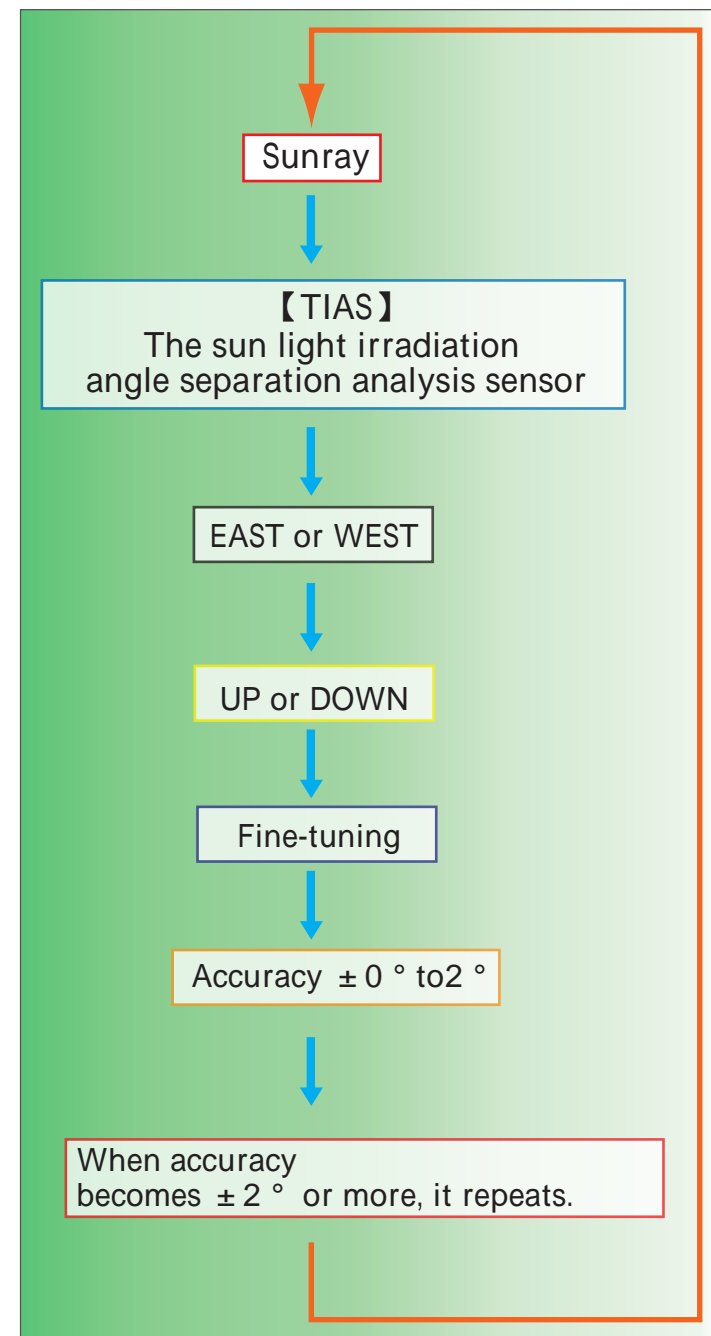 Sunray
【TIAS】
The sun light irradiation
angle separation analysis sensor
EAST or WEST
UP or DOWN
Fine-tuning
Accuracy ± 0 ° to2 °
When accuracy
becomes ± 2 ° or more, it repeats.